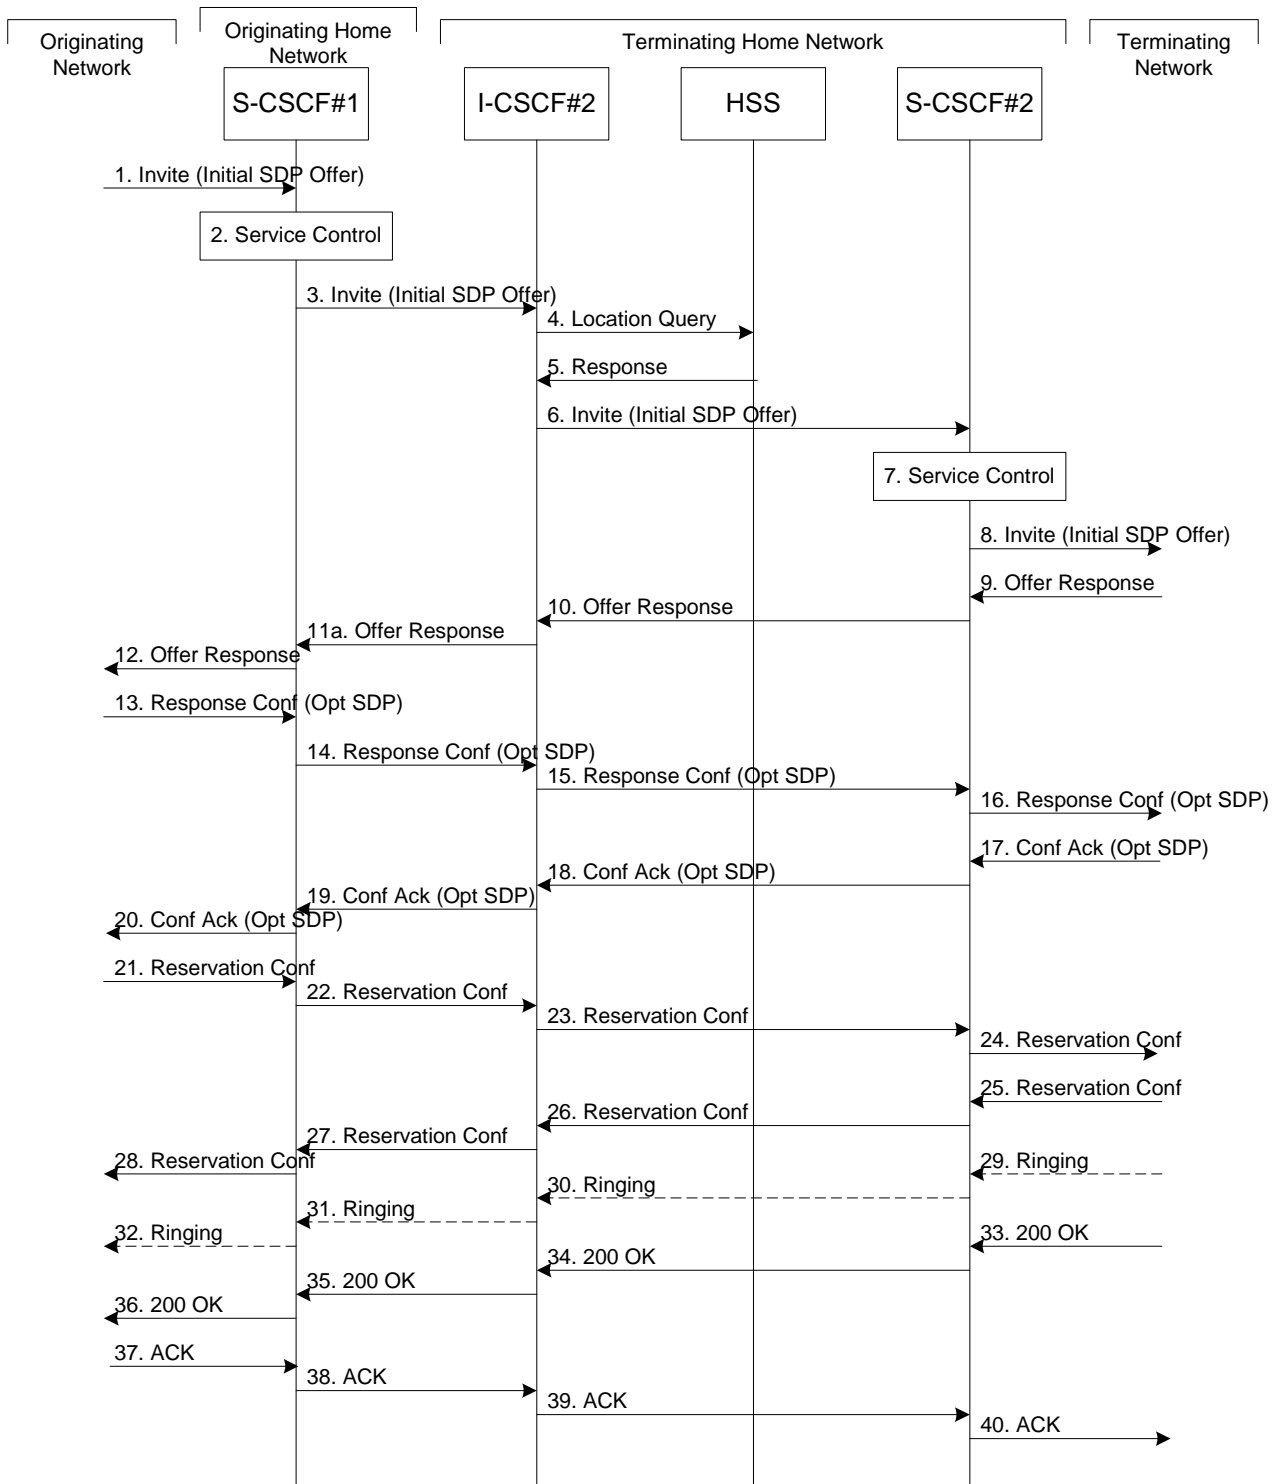 Originating
Network
Originating Home
Network
Terminating Home Network
Terminating
Network
S-CSCF#1
I-CSCF#2
HSS
S-CSCF#2
1. Invite (Initial SDP Offer)
2. Service Control
3. Invite (Initial SDP Offer)
4. Location Query
5. Response
6. Invite (Initial SDP Offer)
7. Service Control
8. Invite (Initial SDP Offer)
9. Offer Response
10. Offer Response
11a. Offer Response
12. Offer Response
13. Response Conf (Opt SDP)
14. Response Conf (Opt SDP)
15. Response Conf (Opt SDP)
16. Response Conf (Opt SDP)
17. Conf Ack (Opt SDP)
18. Conf Ack (Opt SDP)
19. Conf Ack (Opt SDP)
20. Conf Ack (Opt SDP)
21. Reservation Conf
22. Reservation Conf
23. Reservation Conf
24. Reservation Conf
25. Reservation Conf
26. Reservation Conf
27. Reservation Conf
28. Reservation Conf
29. Ringing
30. Ringing
31. Ringing
32. Ringing
33. 200 OK
34. 200 OK
35. 200 OK
36. 200 OK
37. ACK
38. ACK
39. ACK
40. ACK